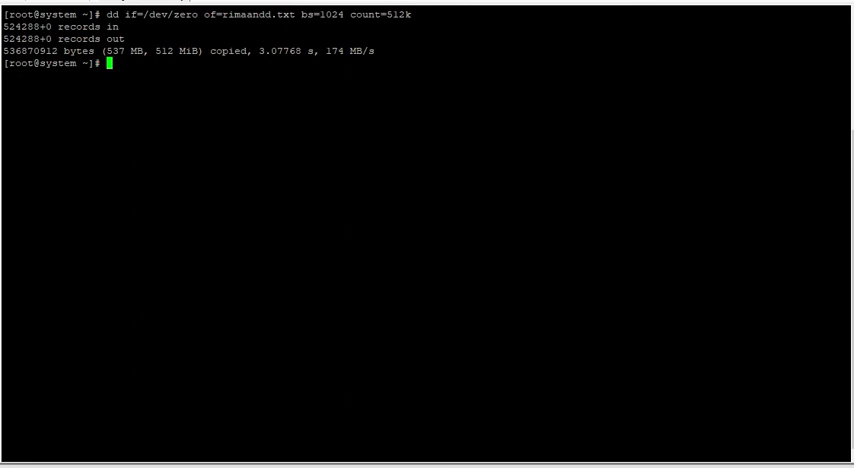 [root@system ~]# dd if=/dev/zero of=rimaandd.txt bs=1024 count=512k
524288+0 records in
524288+0 records out
536870912 bytes (537 MB, 512 MiB) copied, 3.07768 s, 174 MB/s
[root@system ~]#